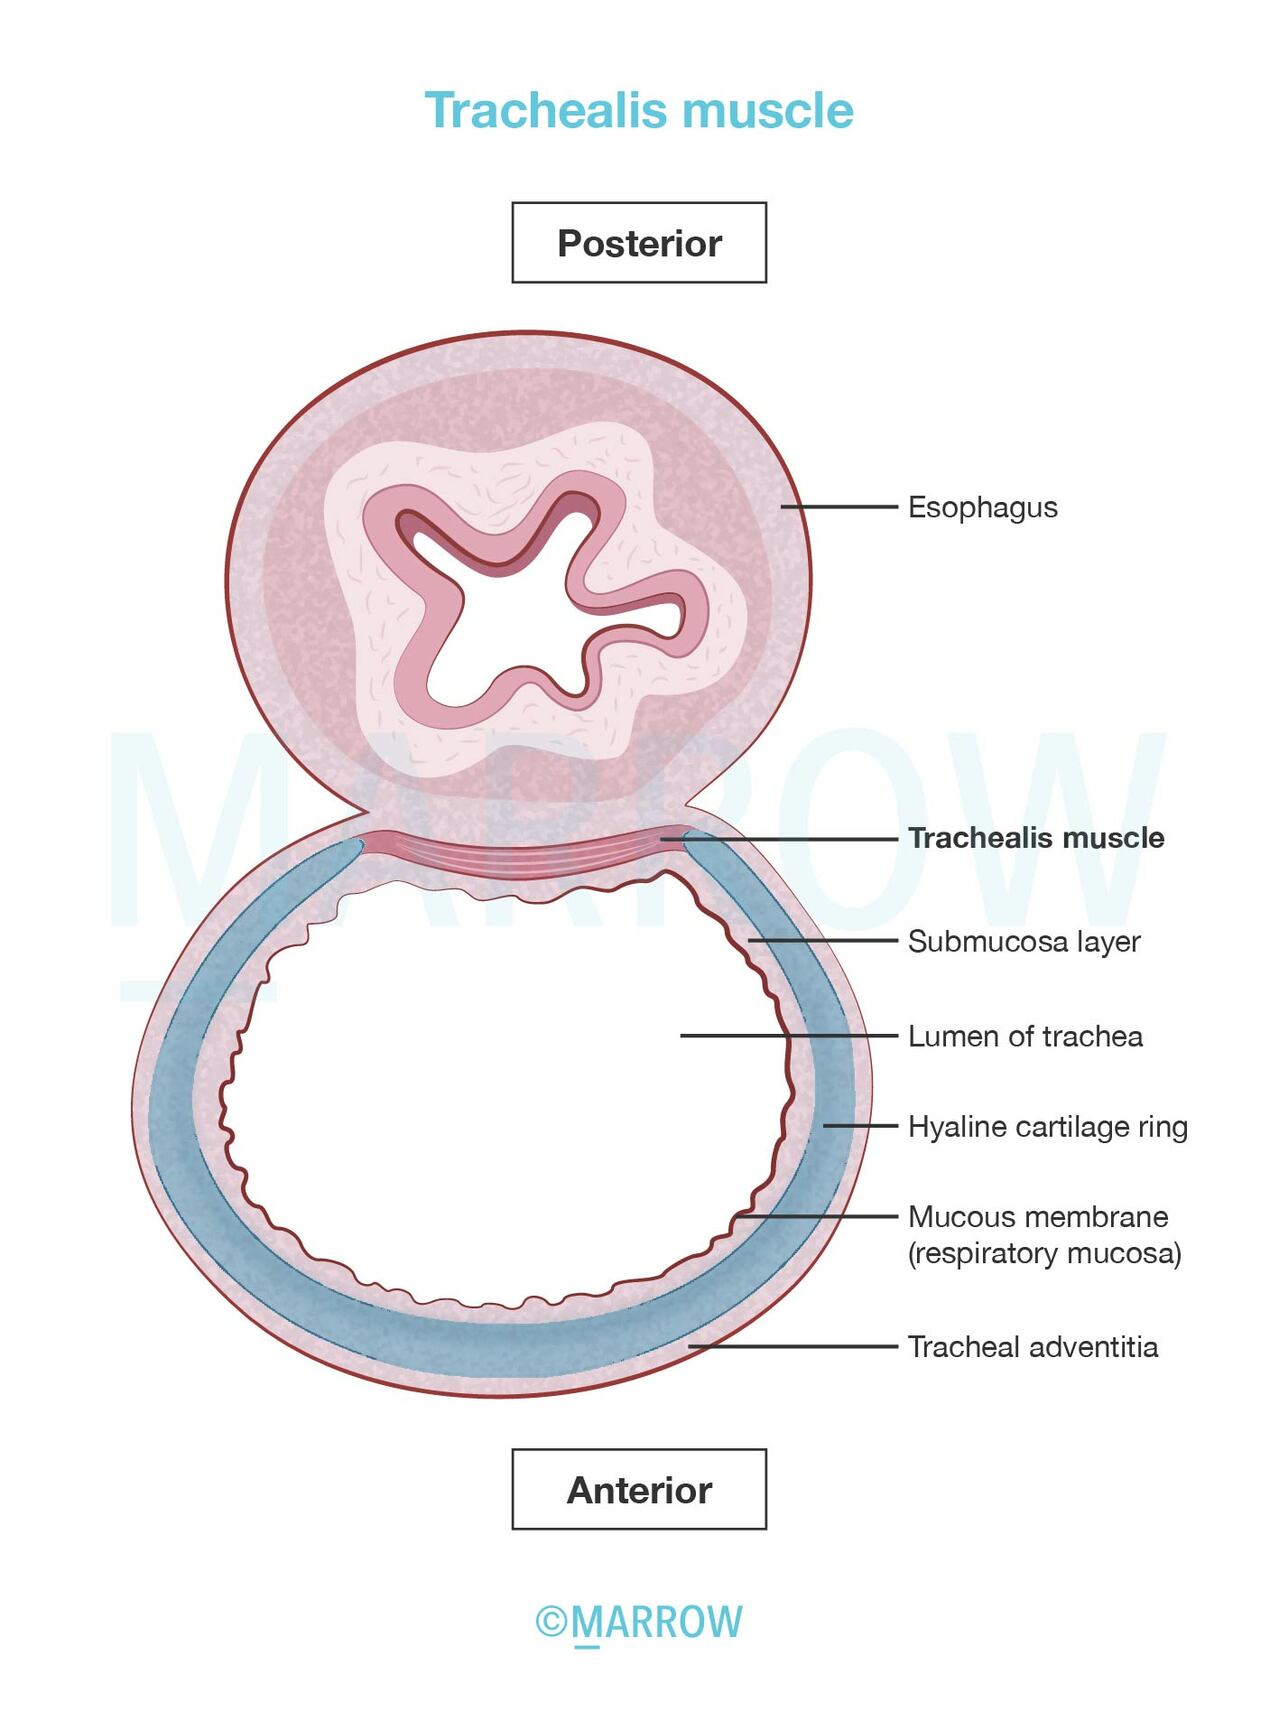 Trachealis muscle
Posterior
Esophagus
MARROW
Trachealis muscle
Submucosa layer
Lumen of trachea
Hyaline cartilage ring
Mucous membrane
(respiratory mucosa)
Tracheal adventitia
Anterior
©MARROW